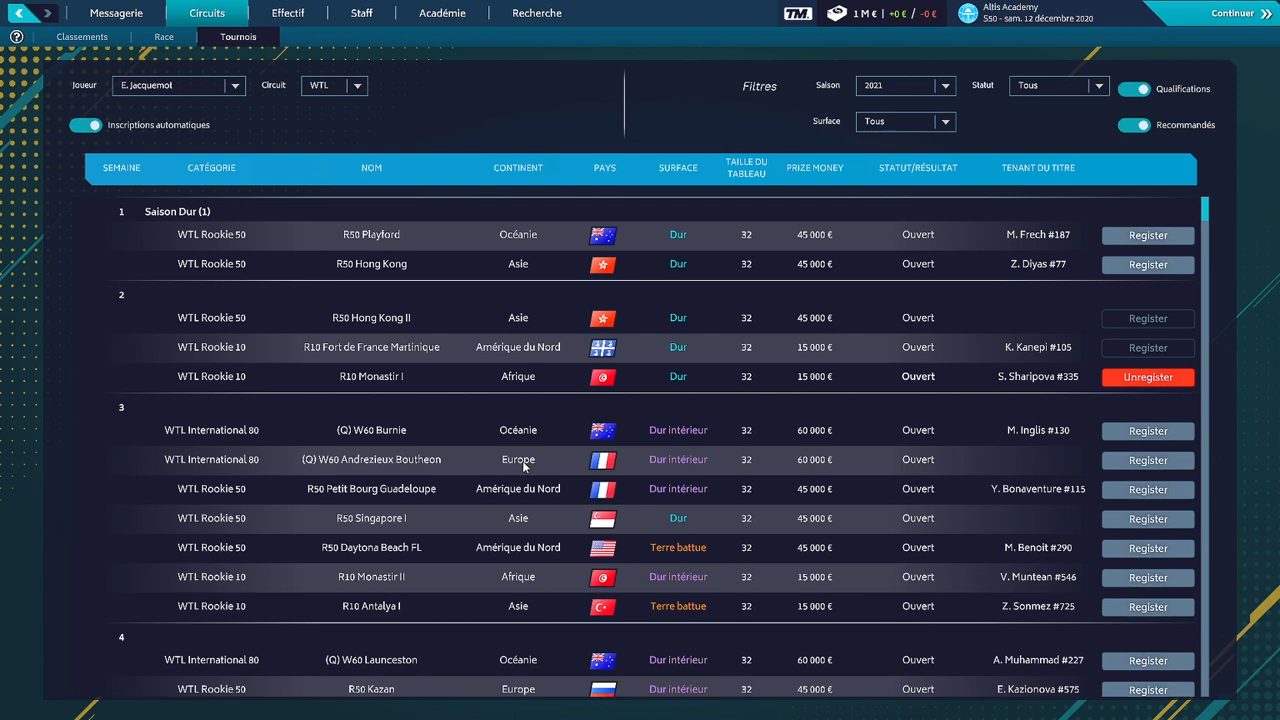 Messagerie Circuits Effectif Staff Académie Recherche TM. 1 M € | +0 € / -0 € Altis Academy Continuer
550 - sam. 12 décembre 2020
? Classements Race Tournois
Joueur E. Jacquemot Circuit WTL Filtres Saison 2021 Statut Tous Qualifications
Inscriptions automatiques Surface Tous Recommandés
SEMAINE CATÉGORIE NOM CONTINENT PAYS SURFACE TAILLE DU TABLEAU PRIZE MONEY STATUT/RÉSULTAT TENANT DU TITRE
1 Saison Dur (1)
WTL Rookie 50 R50 Playford Océanie Dur 32 45 000 € Ouvert M. Frech #187 Register
WTL Rookie 50 R50 Hong Kong Asie Dur 32 45 000 € Ouvert Z. Diyas #77 Register
2
WTL Rookie 50 R50 Hong Kong II Asie Dur 32 45 000 € Ouvert Register
WTL Rookie 10 R10 Fort de France Martinique Amérique du Nord Dur 32 15 000 € Ouvert K. Kanepi #105 Register
WTL Rookie 10 R10 Monastir I Afrique Dur 32 15 000 € Ouvert S. Sharipova #335 Unregister
3
WTL International 80 (Q) W60 Burnie Océanie Dur intérieur 32 60 000 € Ouvert M. Inglis #130 Register
WTL International 80 (Q) W60 Andrezieux Boutheon Europe Dur intérieur 32 60 000 € Ouvert Register
WTL Rookie 50 R50 Petit Bourg Guadeloupe Amérique du Nord Dur intérieur 32 45 000 € Ouvert Y. Bonaventure #115 Register
WTL Rookie 50 R50 Singapore I Asie Dur 32 45 000 € Ouvert Register
WTL Rookie 50 R50 Daytona Beach FL Amérique du Nord Terre battue 32 45 000 € Ouvert M. Benoit #290 Register
WTL Rookie 10 R10 Monastir II Afrique Dur intérieur 32 15 000 € Ouvert V. Muntean #546 Register
WTL Rookie 10 R10 Antalya I Asie Terre battue 32 15 000 € Ouvert Z. Sonmez #725 Register
4
WTL International 80 (Q) W60 Launceston Océanie Dur intérieur 32 60 000 € Ouvert A. Muhammad #227 Register
WTL Rookie 50 R50 Kazan Europe Dur intérieur 32 45 000 € Ouvert E. Kazionova #575 Register